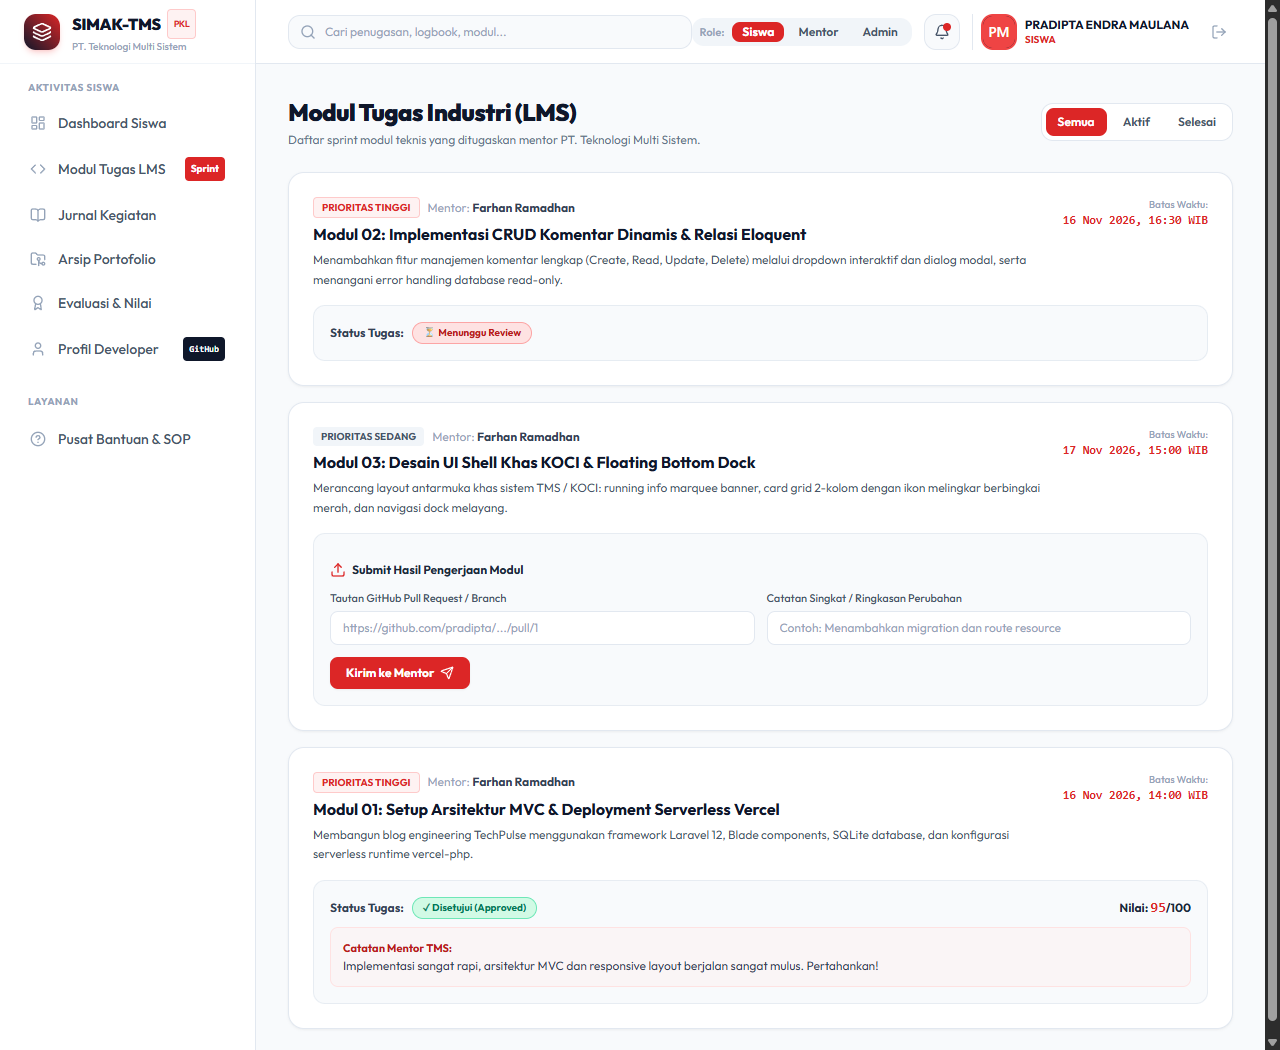 SIMAK-TMS PKL
PT. Teknologi Multi Sistem
AKTIVITAS SISWA
Dashboard Siswa
Modul Tugas LMS Sprint
Jurnal Kegiatan
Arsip Portofolio
Evaluasi & Nilai
Profil Developer GitHub
LAYANAN
Pusat Bantuan & SOP
Cari penugasan, logbook, modul...
Role: Siswa Mentor Admin
PM
PRADIPTA ENDRA MAULANA
SISWA
Modul Tugas Industri (LMS)
Daftar sprint modul teknis yang ditugaskan mentor PT. Teknologi Multi Sistem.
Semua Aktif Selesai
PRIORITAS TINGGI Mentor: Farhan Ramadhan
Batas Waktu:
16 Nov 2026, 16:30 WIB
Modul 02: Implementasi CRUD Komentar Dinamis & Relasi Eloquent
Menambahkan fitur manajemen komentar lengkap (Create, Read, Update, Delete) melalui dropdown interaktif dan dialog modal, serta
menangani error handling database read-only.
Status Tugas: ⏳ Menunggu Review
PRIORITAS SEDANG Mentor: Farhan Ramadhan
Batas Waktu:
17 Nov 2026, 15:00 WIB
Modul 03: Desain UI Shell Khas KOCI & Floating Bottom Dock
Merancang layout antarmuka khas sistem TMS / KOCI: running info marquee banner, card grid 2-kolom dengan ikon melingkar berbingkai
merah, dan navigasi dock melayang.
Submit Hasil Pengerjaan Modul
Tautan GitHub Pull Request / Branch
https://github.com/pradipta/.../pull/1
Catatan Singkat / Ringkasan Perubahan
Contoh: Menambahkan migration dan route resource
Kirim ke Mentor
PRIORITAS TINGGI Mentor: Farhan Ramadhan
Batas Waktu:
16 Nov 2026, 14:00 WIB
Modul 01: Setup Arsitektur MVC & Deployment Serverless Vercel
Membangun blog engineering TechPulse menggunakan framework Laravel 12, Blade components, SQLite database, dan konfigurasi
serverless runtime vercel-php.
Status Tugas: ✓ Disetujui (Approved)
Nilai: 95/100
Catatan Mentor TMS:
Implementasi sangat rapi, arsitektur MVC dan responsive layout berjalan sangat mulus. Pertahankan!